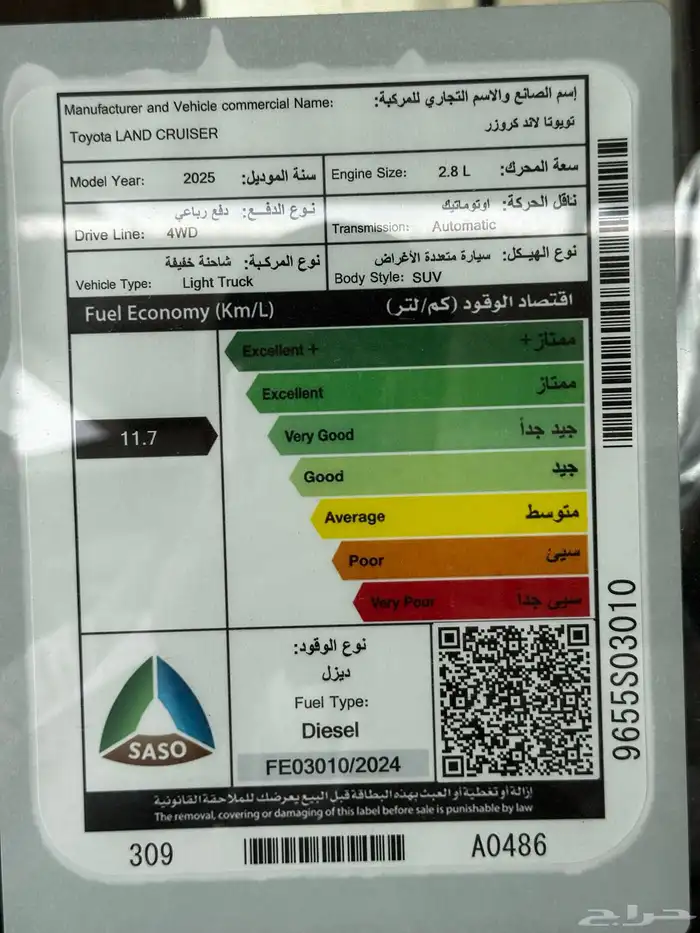 إسم الصانع والاسم التجاري للمركبة:
Manufacturer and Vehicle commercial Name:
تويوتا لاند كروزر
Toyota LAND CRUISER
Model Year: 2025 سنة الموديل:
Engine Size: 2.8 L سعة المحرك:
نوع الدفع: دفع رباعي
Drive Line: 4WD
ناقل الحركة: اوتوماتيك
Transmission: Automatic
نوع المركبة: شاحنة خفيفة
Vehicle Type: Light Truck
نوع الهيكل: سيارة متعددة الأغراض
Body Style: SUV
Fuel Economy (Km/L) اقتصاد الوقود (كم/لتر)
Excellent + ممتاز +
Excellent ممتاز
11.7
Very Good جيد جداً
Good جيد
Average متوسط
Poor سيئ
Very Poor سيئ جداً
SASO
نوع الوقود:
ديزل
Fuel Type:
Diesel
FE03010/2024
إزالة أو تغطية أو العبث بهذه البطاقة قبل البيع يعرضك للملاحقة القانونية
The removal, covering or damaging of this label before sale is punishable by law
309
A0486
9655S03010
حراج